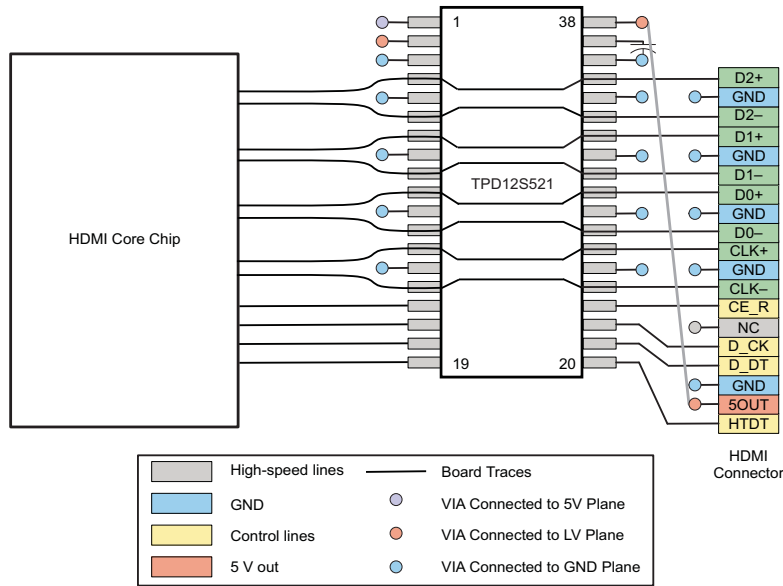 1 38
D2+
GND
D2–
D1+
GND
D1–
TPD12S521
D0+
GND
HDMI Core Chip
D0–
CLK+
GND
CLK–
CE_R
NC
D_CK
D_DT
19 20
GND
5OUT
HTDT
HDMI
Connector
High-speed lines
Board Traces
GND
VIA Connected to 5V Plane
Control lines
VIA Connected to LV Plane
5 V out
VIA Connected to GND Plane